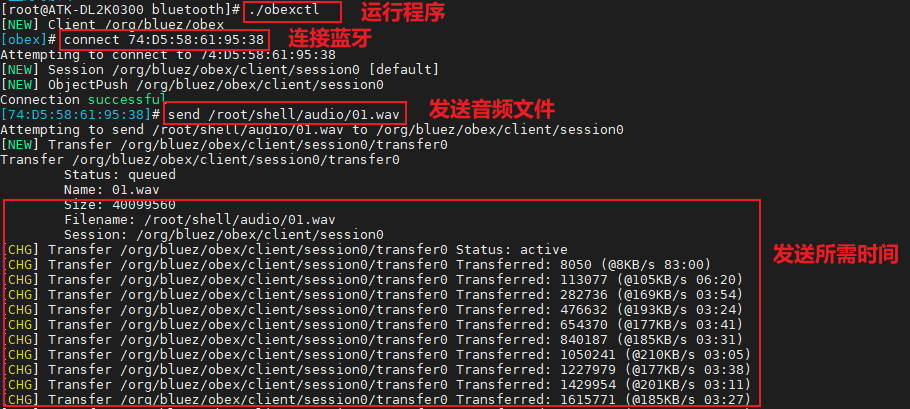 [root@ATK-DL2K0300 bluetooth]# ./obexctl 运行程序
[NEW] Client /org/bluez/obex
[obex]# connect 74:D5:58:61:95:38 连接蓝牙
Attempting to connect to 74:D5:58:61:95:38
[NEW] Session /org/bluez/obex/client/session0 [default]
[NEW] ObjectPush /org/bluez/obex/client/session0
Connection successful
[74:D5:58:61:95:38]# send /root/shell/audio/01.wav 发送音频文件
Attempting to send /root/shell/audio/01.wav to /org/bluez/obex/client/session0
[NEW] Transfer /org/bluez/obex/client/session0/transfer0
Transfer /org/bluez/obex/client/session0/transfer0
Status: queued
Name: 01.wav
Size: 40099560
Filename: /root/shell/audio/01.wav
Session: /org/bluez/obex/client/session0
[CHG] Transfer /org/bluez/obex/client/session0/transfer0 Status: active 发送所需时间
[CHG] Transfer /org/bluez/obex/client/session0/transfer0 Transferred: 8050 (@8KB/s 83:00)
[CHG] Transfer /org/bluez/obex/client/session0/transfer0 Transferred: 113077 (@105KB/s 06:20)
[CHG] Transfer /org/bluez/obex/client/session0/transfer0 Transferred: 282736 (@169KB/s 03:54)
[CHG] Transfer /org/bluez/obex/client/session0/transfer0 Transferred: 476632 (@193KB/s 03:24)
[CHG] Transfer /org/bluez/obex/client/session0/transfer0 Transferred: 654370 (@177KB/s 03:41)
[CHG] Transfer /org/bluez/obex/client/session0/transfer0 Transferred: 840187 (@185KB/s 03:31)
[CHG] Transfer /org/bluez/obex/client/session0/transfer0 Transferred: 1050241 (@210KB/s 03:05)
[CHG] Transfer /org/bluez/obex/client/session0/transfer0 Transferred: 1227979 (@177KB/s 03:38)
[CHG] Transfer /org/bluez/obex/client/session0/transfer0 Transferred: 1429954 (@201KB/s 03:11)
[CHG] Transfer /org/bluez/obex/client/session0/transfer0 Transferred: 1615771 (@185KB/s 03:27)